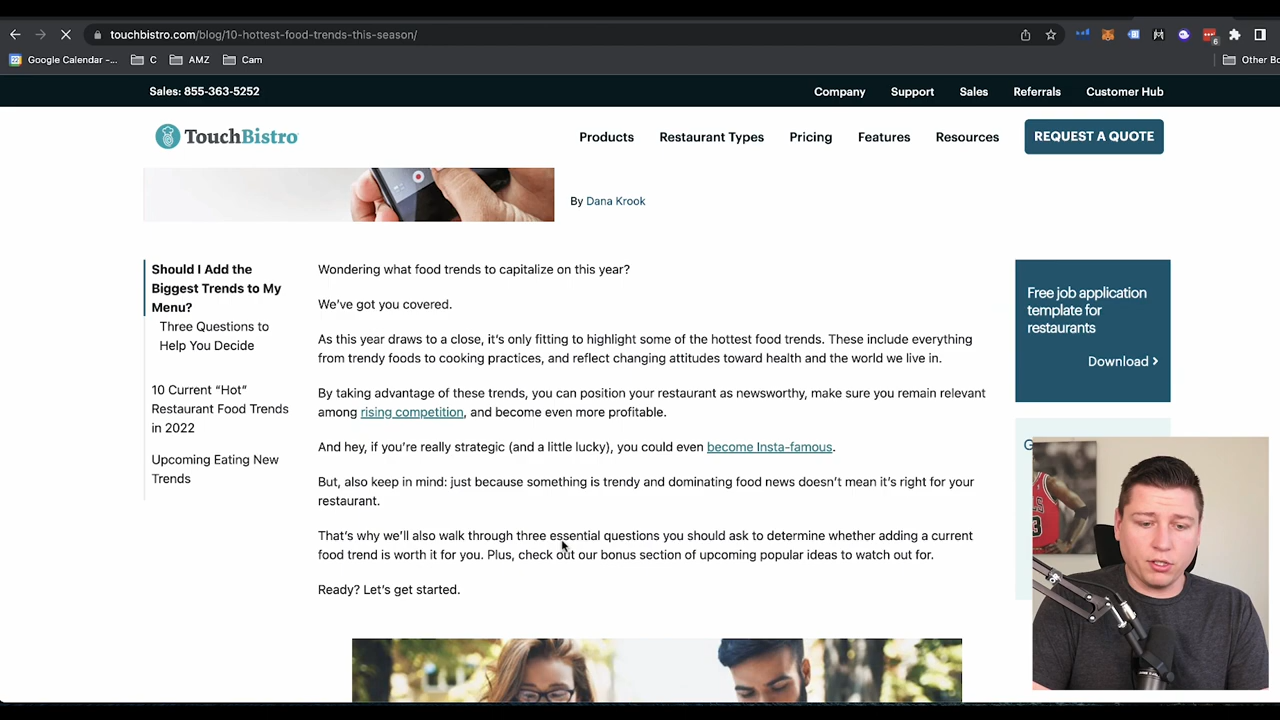 touchbistro.com/blog/10-hottest-food-trends-this-season/
Google Calendar -...
C
AMZ
Cam
Other Bo
6
Sales: 855-363-5252
Company
Support
Sales
Referrals
Customer Hub
TouchBistro
Products
Restaurant Types
Pricing
Features
Resources
REQUEST A QUOTE
By Dana Krook
Should I Add the
Biggest Trends to My
Menu?
Three Questions to
Help You Decide
10 Current “Hot”
Restaurant Food Trends
in 2022
Upcoming Eating New
Trends
Wondering what food trends to capitalize on this year?
We’ve got you covered.
As this year draws to a close, it’s only fitting to highlight some of the hottest food trends. These include everything
from trendy foods to cooking practices, and reflect changing attitudes toward health and the world we live in.
By taking advantage of these trends, you can position your restaurant as newsworthy, make sure you remain relevant
among rising competition, and become even more profitable.
And hey, if you’re really strategic (and a little lucky), you could even become Insta-famous.
But, also keep in mind: just because something is trendy and dominating food news doesn’t mean it’s right for your
restaurant.
That’s why we’ll also walk through three essential questions you should ask to determine whether adding a current
food trend is worth it for you. Plus, check out our bonus section of upcoming popular ideas to watch out for.
Ready? Let’s get started.
Free job application
template for
restaurants
Download >